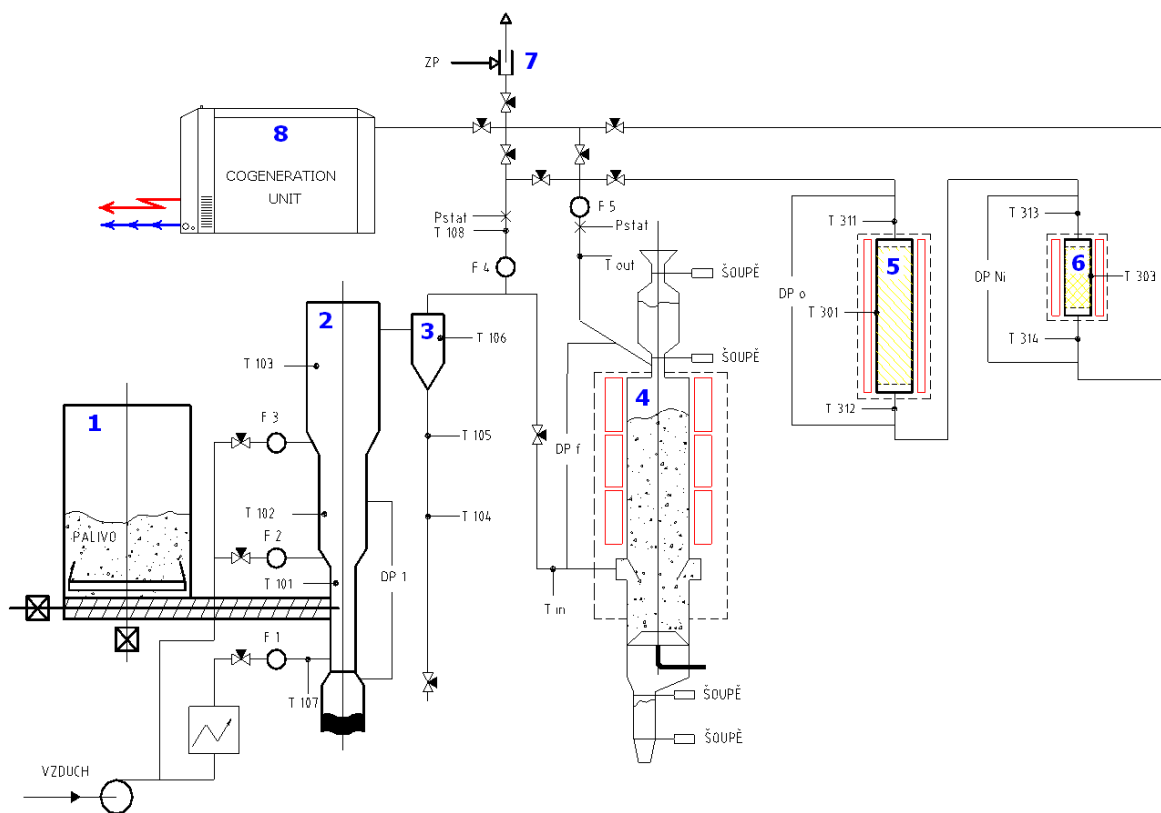 ZP
7
8
COGENERATION
UNIT
Pstat
T 108
F 5
Pstat
T out
F 4
ŠOUPĚ
T 311
T 313
5
6
DP o
DP Ni
T 303
T 301
T 314
T 312
2
3
T 106
T 103
ŠOUPĚ
4
1
F 3
T 105
DP f
T 102
T 104
PALIVO
F 2
T 101
DP 1
T in
F 1
T 107
ŠOUPĚ
ŠOUPĚ
VZDUCH